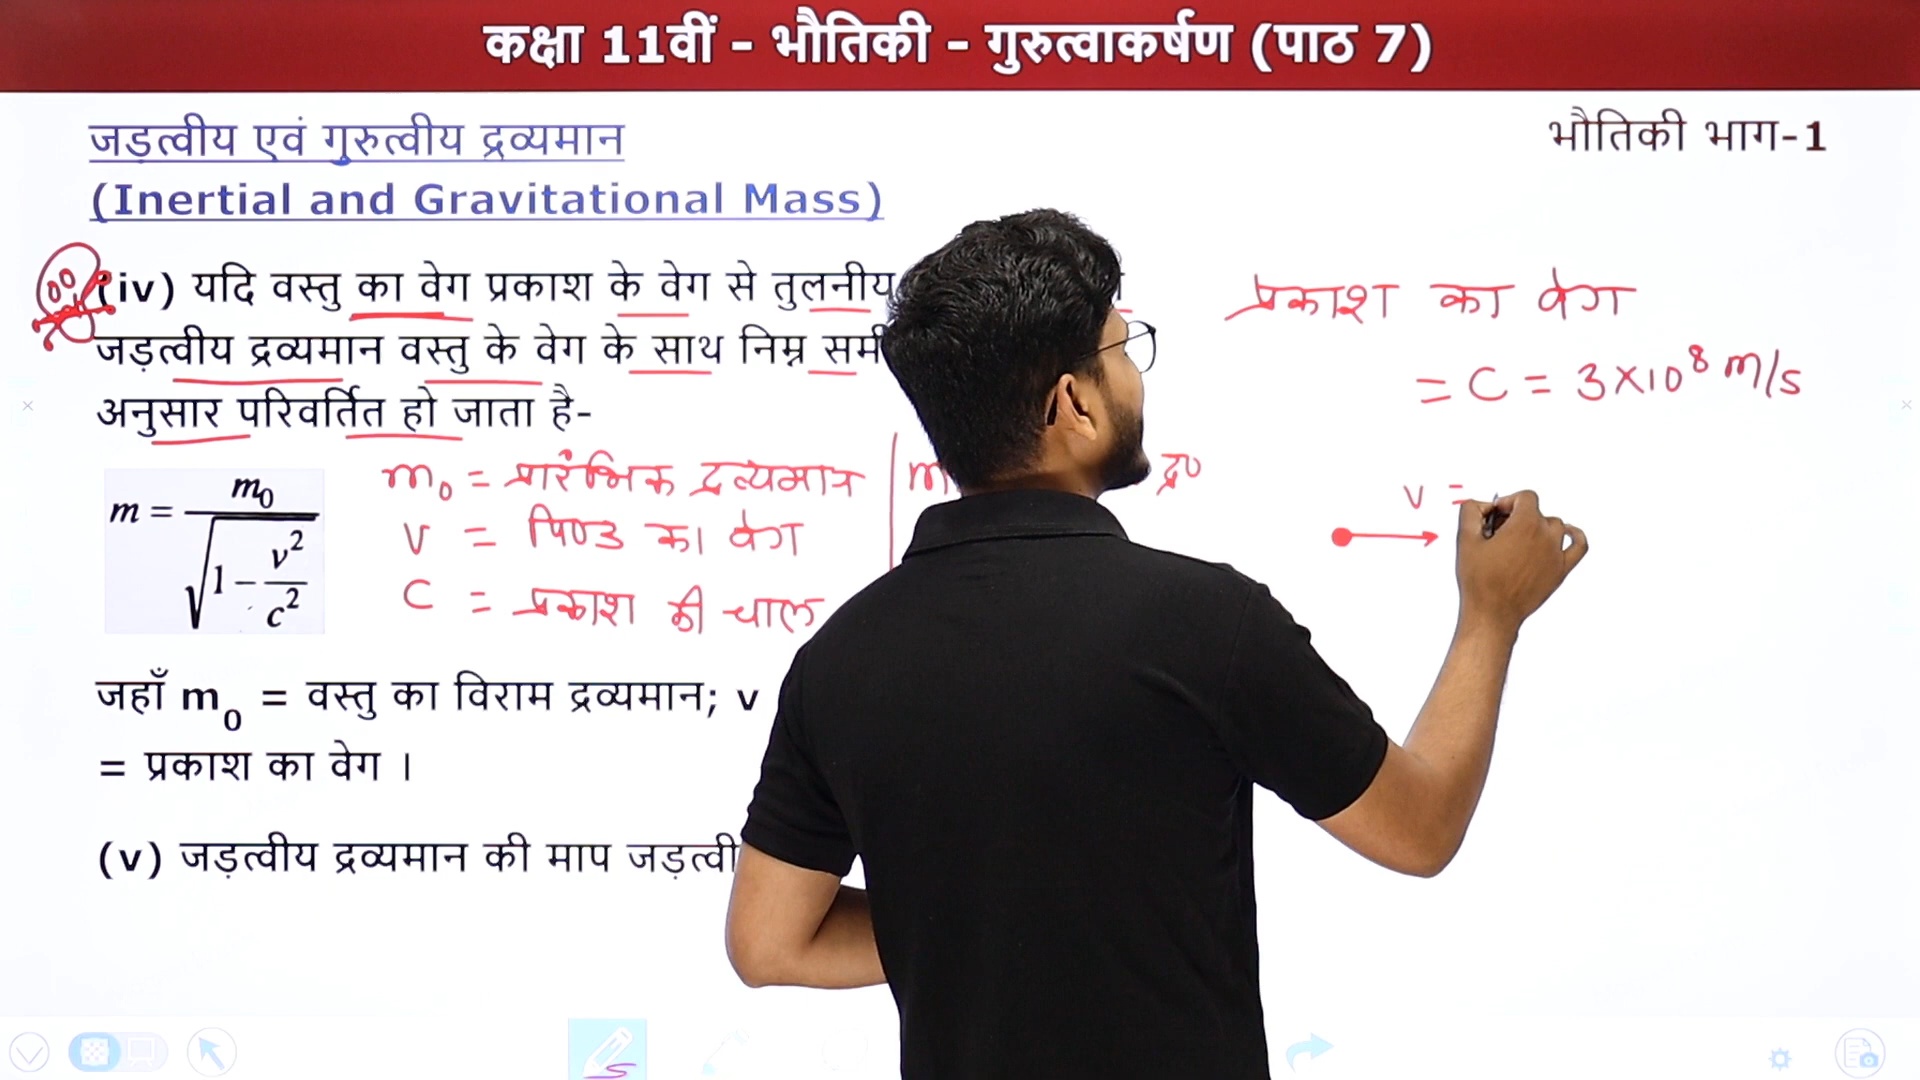 कक्षा 11वीं - भौतिकी - गुरुत्वाकर्षण (पाठ 7)
जड़त्वीय एवं गुरुत्वीय द्रव्यमान
(Inertial and Gravitational Mass)
भौतिकी भाग-1
(iv) यदि वस्तु का वेग प्रकाश के वेग से तुलनीय
जड़त्वीय द्रव्यमान वस्तु के वेग के साथ निम्न
अनुसार परिवर्तित हो जाता है-
प्रकाश का वेग
= C = 3×10⁸ m/s
m = m₀ / √(1 - v²/c²)
m₀ = प्रारंभिक द्रव्यमान
v = पिण्ड का वेग
C = प्रकाश की चाल
m
द्र०
v =
जहाँ m₀ = वस्तु का विराम द्रव्यमान; v
= प्रकाश का वेग ।
(v) जड़त्वीय द्रव्यमान की माप